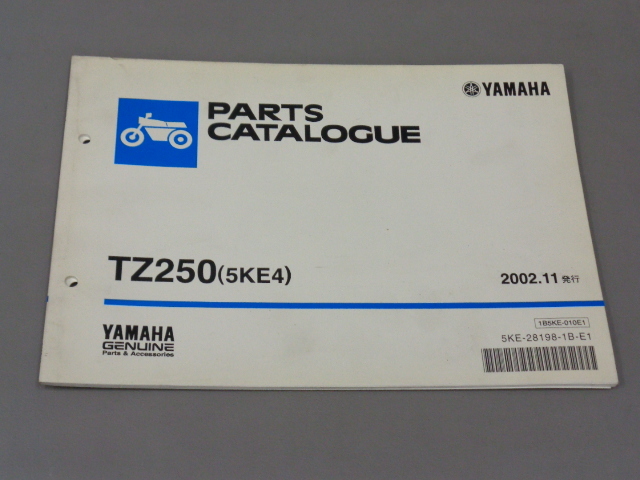 YAMAHA
PARTS
CATALOGUE
TZ250(5KE4)
2002.11 発行
1B5KE-010E1
5KE-28198-1B-E1
YAMAHA
GENUINE
Parts & Accessories